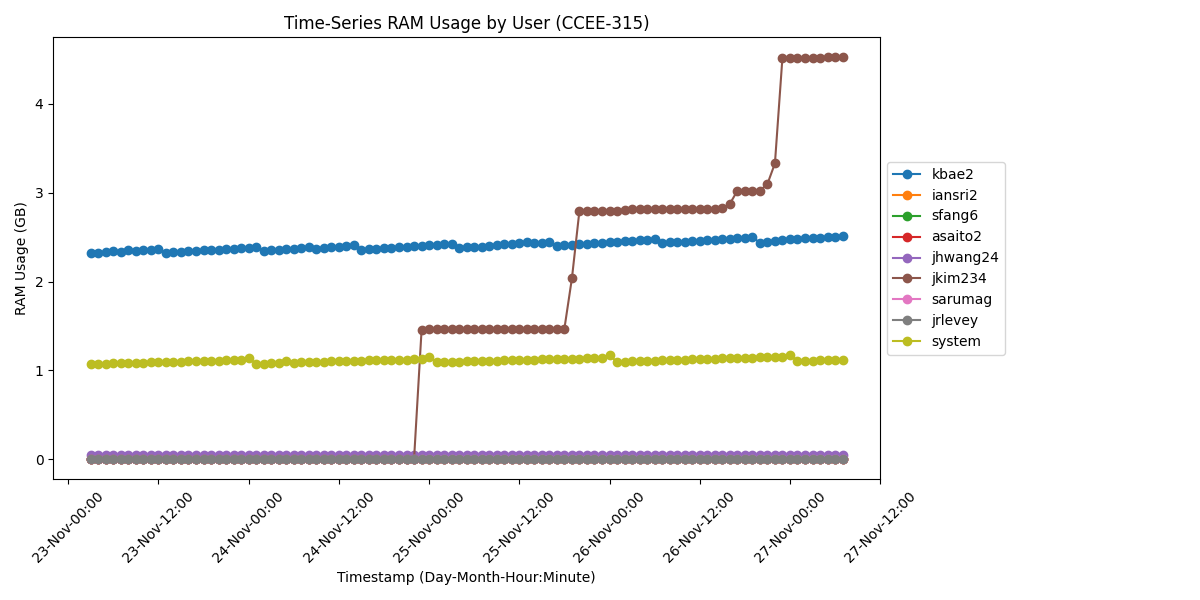 Time-Series RAM Usage by User (CCEE-315)
RAM Usage (GB)
4
3
2
1
0
23-Nov-00:00
23-Nov-12:00
24-Nov-00:00
24-Nov-12:00
25-Nov-00:00
25-Nov-12:00
26-Nov-00:00
26-Nov-12:00
27-Nov-00:00
27-Nov-12:00
Timestamp (Day-Month-Hour:Minute)
kbae2
iansri2
sfang6
asaito2
jhwang24
jkim234
sarumag
jrlevey
system